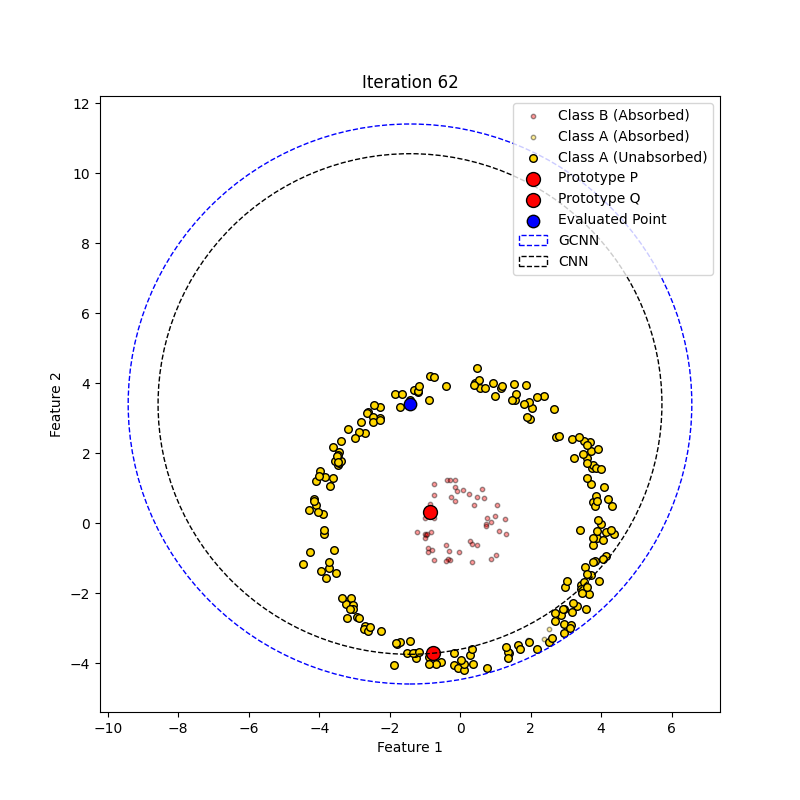 Iteration 62
Class B (Absorbed)
Class A (Absorbed)
Class A (Unabsorbed)
Prototype P
Prototype Q
Evaluated Point
GCNN
CNN
12
10
8
6
4
2
0
−2
−4
Feature 2
−10 −8 −6 −4 −2 0 2 4 6
Feature 1